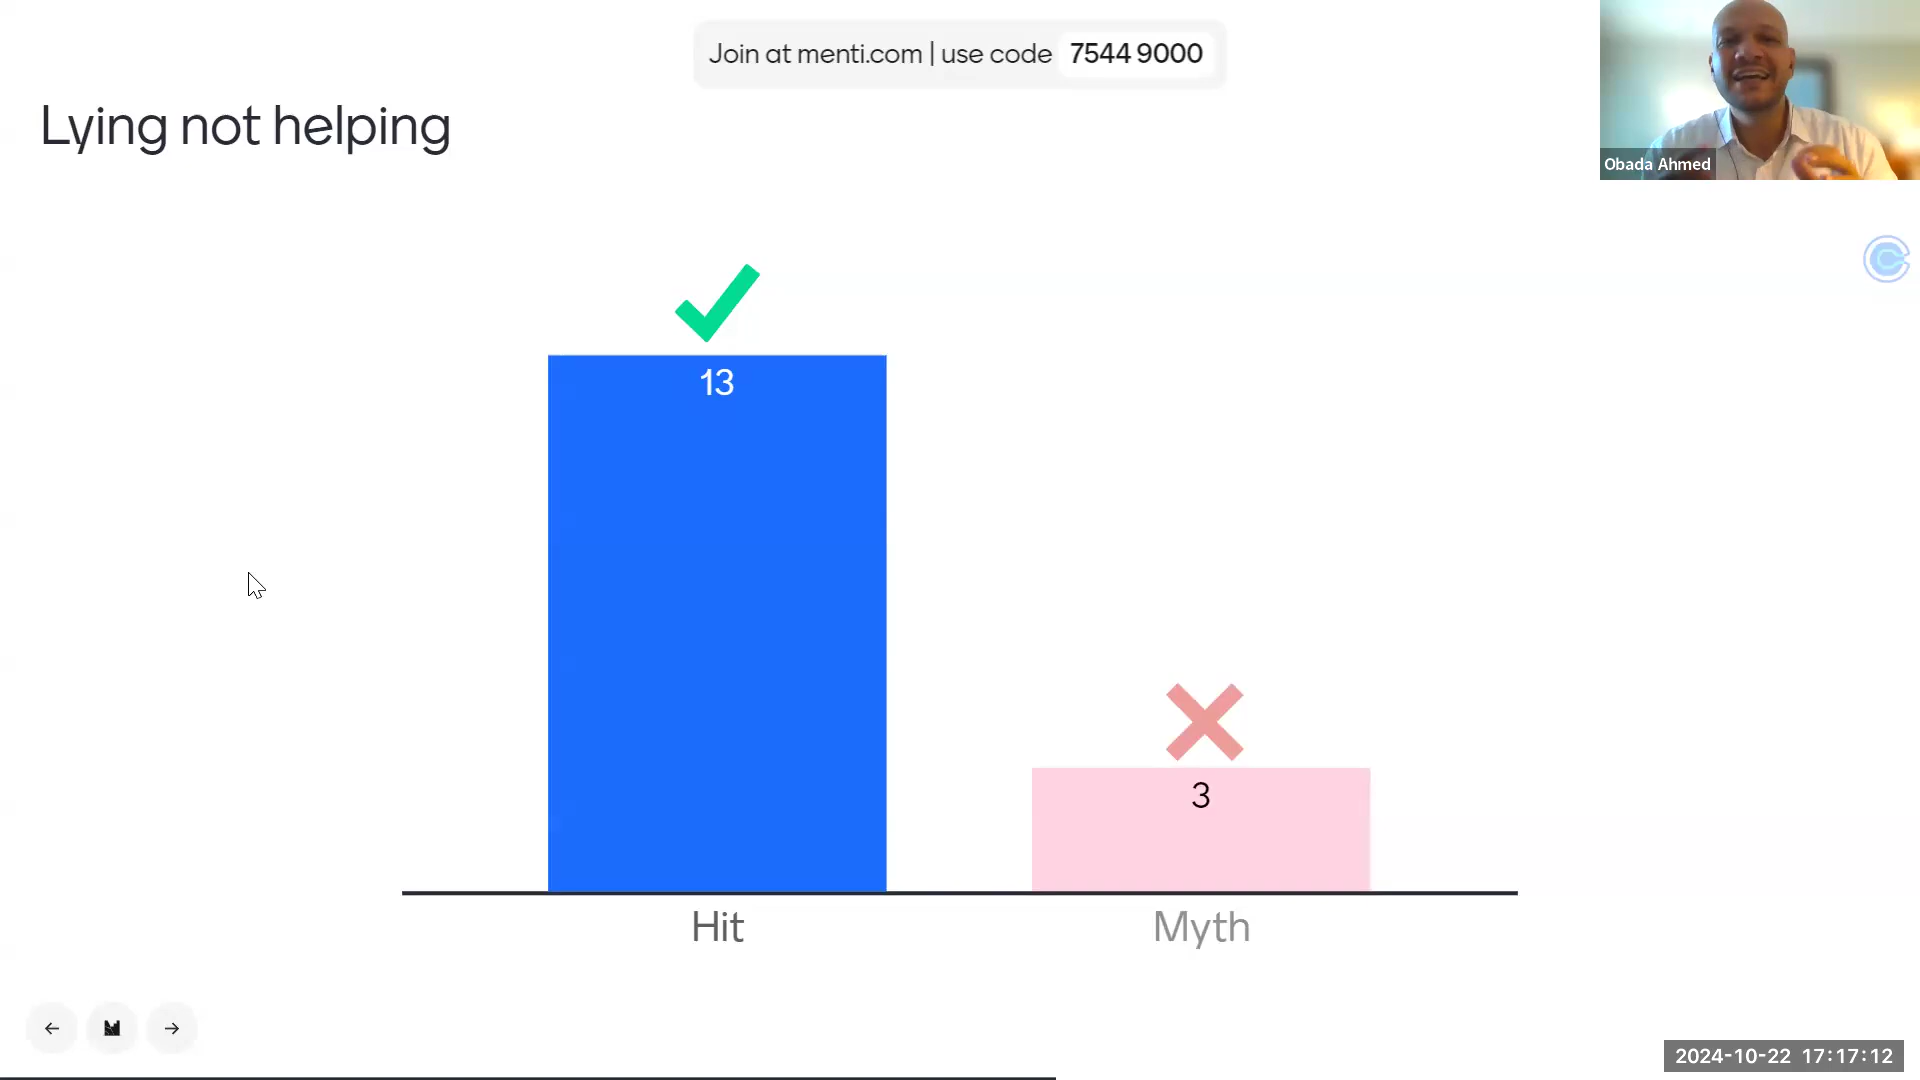 Join at menti.com | use code 7544 9000
Lying not helping
Obada Ahmed
13
3
Hit
Myth
2024-10-22 17:17:12